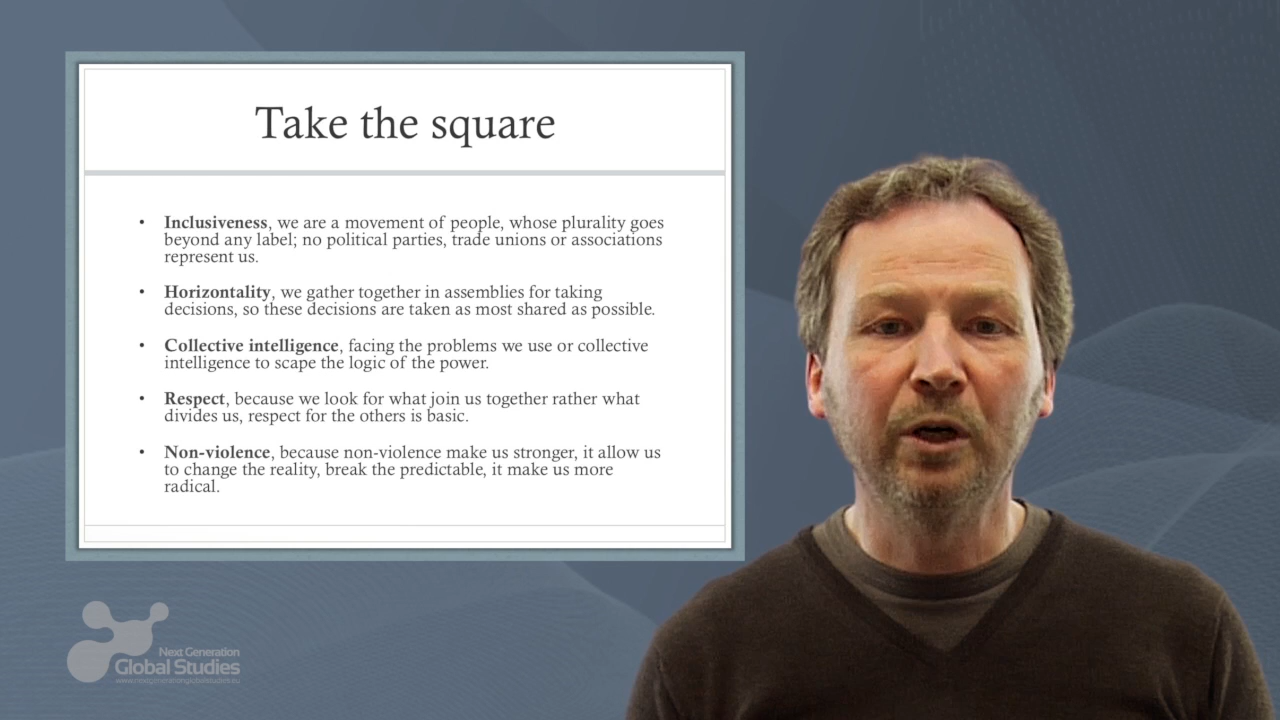 Take the square
• Inclusiveness, we are a movement of people, whose plurality goes
beyond any label; no political parties, trade unions or associations
represent us.
• Horizontality, we gather together in assemblies for taking
decisions, so these decisions are taken as most shared as possible.
• Collective intelligence, facing the problems we use or collective
intelligence to scape the logic of the power.
• Respect, because we look for what join us together rather what
divides us, respect for the others is basic.
• Non-violence, because non-violence make us stronger, it allow us
to change the reality, break the predictable, it make us more
radical.
Next Generation
Global Studies
www.nextgenerationglobalstudies.eu